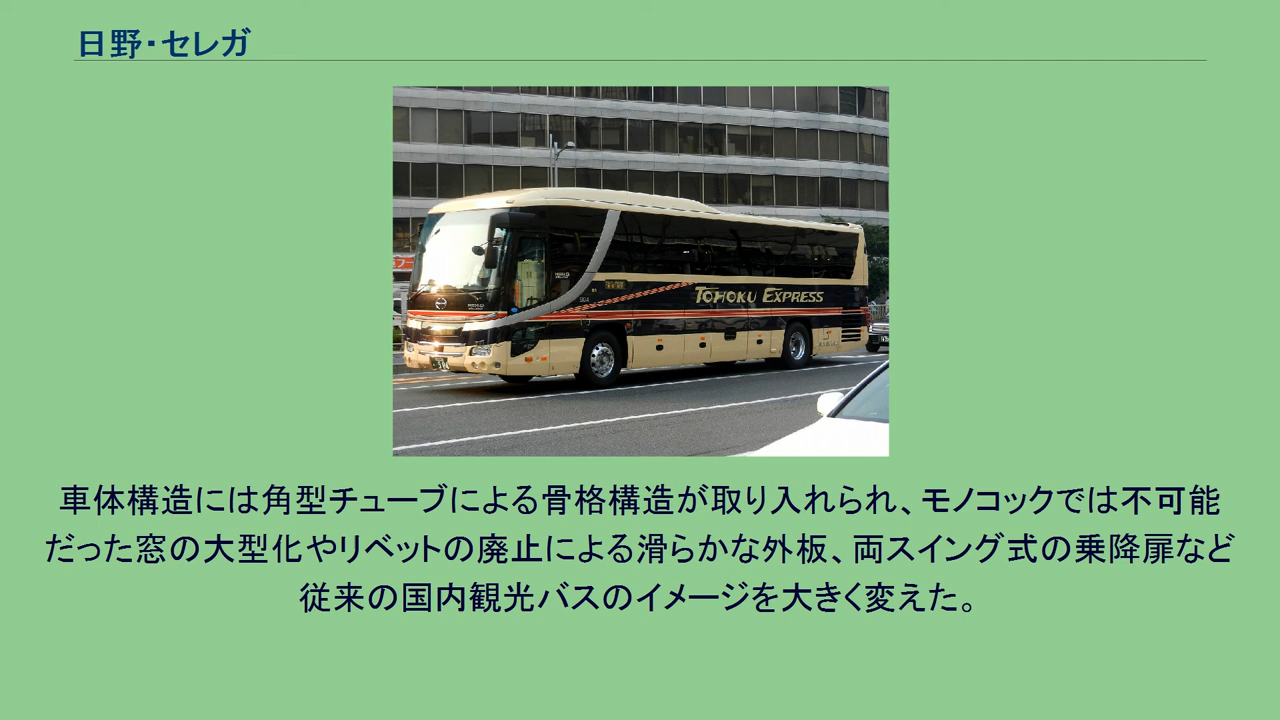 日野・セレガ
TOHOKU EXPRESS
車体構造には角型チューブによる骨格構造が取り入れられ、モノコックでは不可能
だった窓の大型化やリベットの廃止による滑らかな外板、両スイング式の乗降扉など
従来の国内観光バスのイメージを大きく変えた。